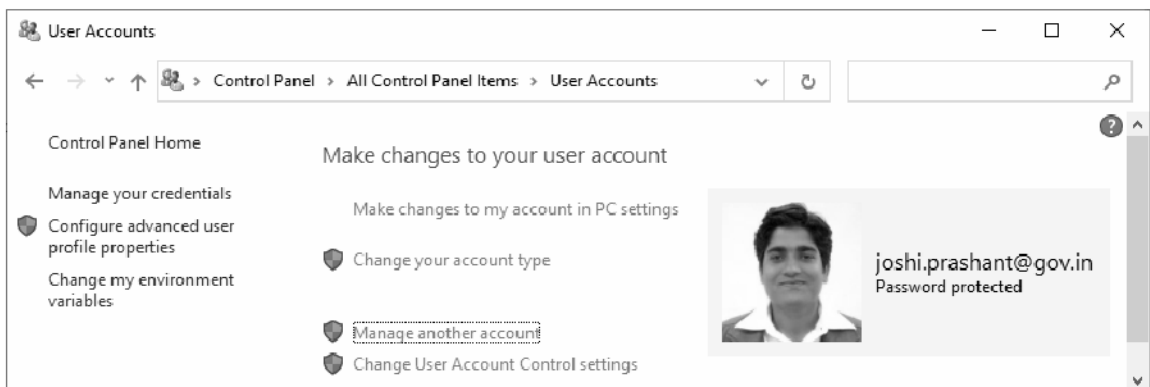 User Accounts
Control Panel > All Control Panel Items > User Accounts
Control Panel Home
Manage your credentials
Configure advanced user
profile properties
Change my environment
variables
Make changes to your user account
Make changes to my account in PC settings
Change your account type
Manage another account
Change User Account Control settings
joshi.prashant@gov.in
Password protected